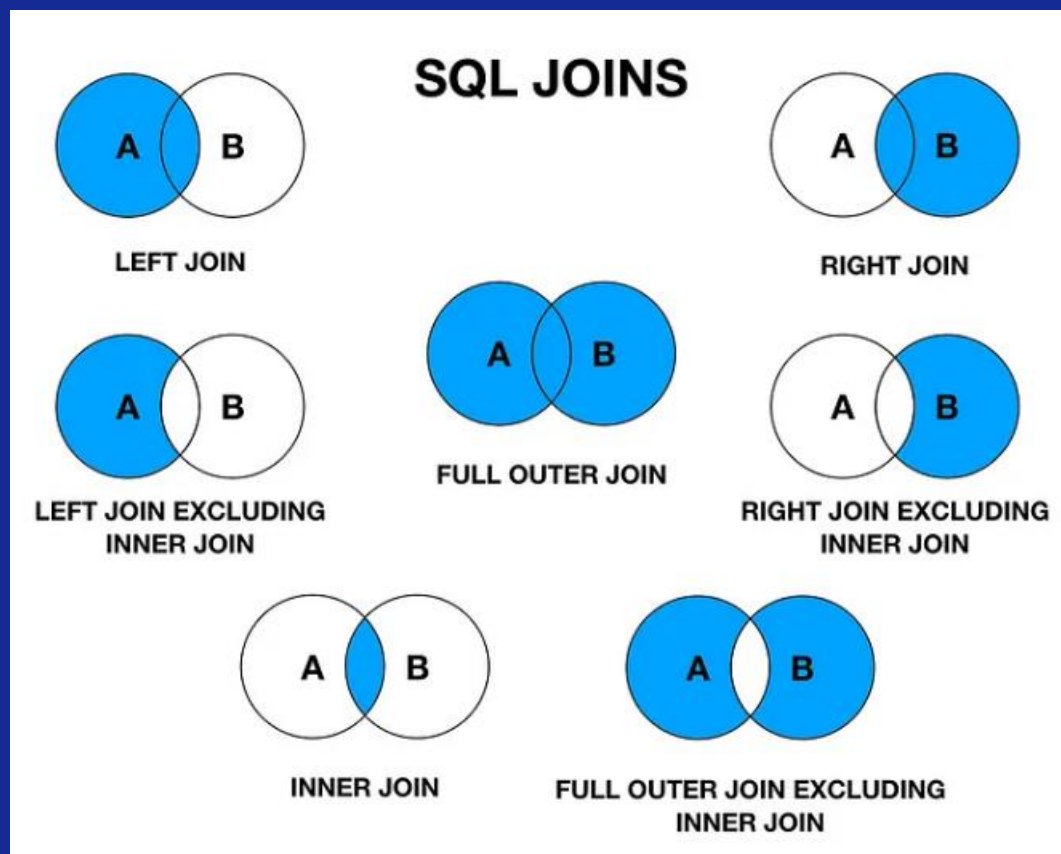 SQL JOINS
A B
LEFT JOIN
A B
RIGHT JOIN
A B
FULL OUTER JOIN
A B
LEFT JOIN EXCLUDING
INNER JOIN
A B
RIGHT JOIN EXCLUDING
INNER JOIN
A B
INNER JOIN
A B
FULL OUTER JOIN EXCLUDING
INNER JOIN